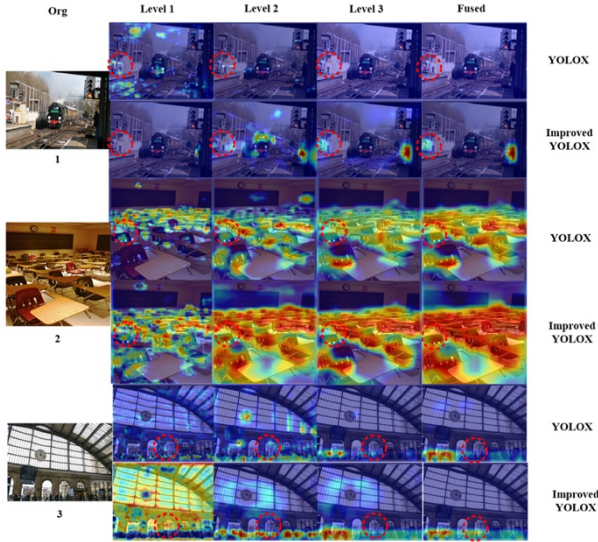 Org Level 1 Level 2 Level 3 Fused
YOLOX
Improved
YOLOX
1
YOLOX
2
Improved
YOLOX
YOLOX
3
Improved
YOLOX